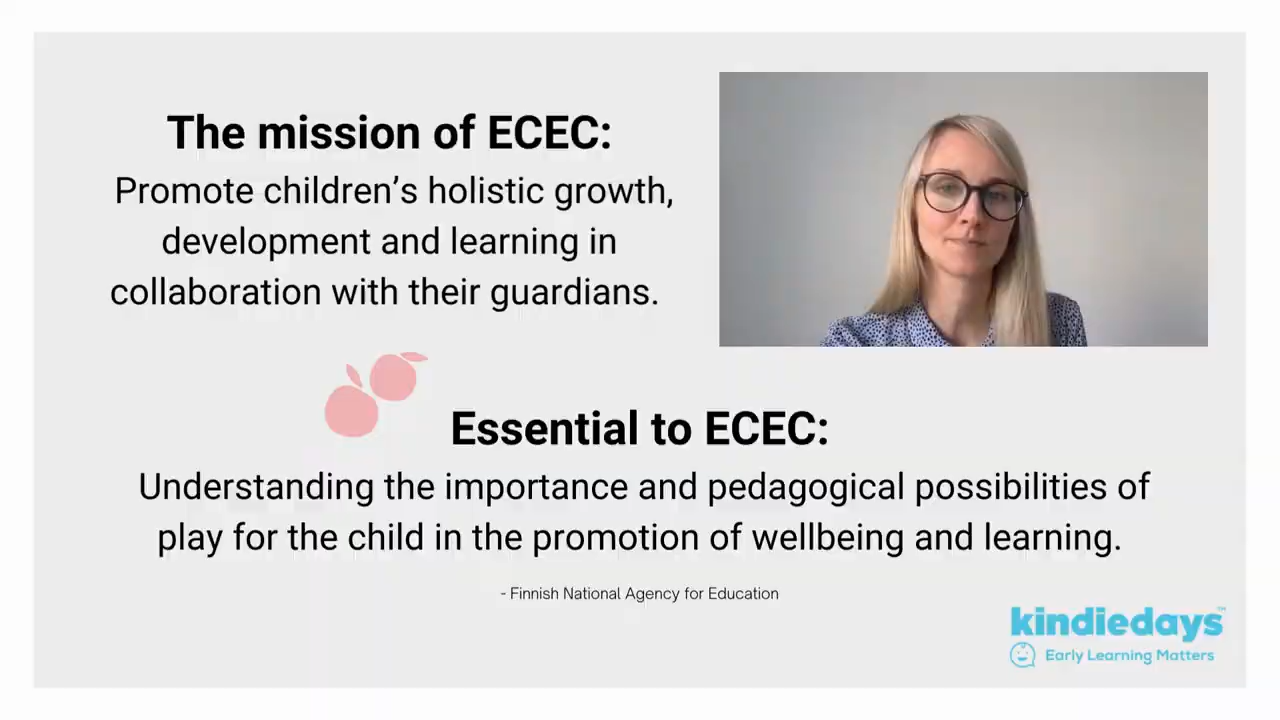 The mission of ECEC:
Promote children’s holistic growth,
development and learning in
collaboration with their guardians.
Essential to ECEC:
Understanding the importance and pedagogical possibilities of
play for the child in the promotion of wellbeing and learning.
- Finnish National Agency for Education
kindiedays™
Early Learning Matters